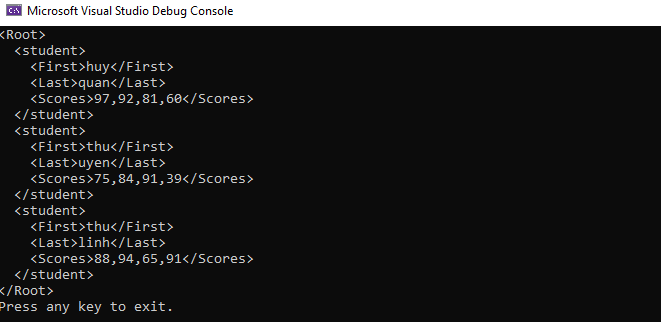 C:\ Microsoft Visual Studio Debug Console
<Root>
  <student>
    <First>huy</First>
    <Last>quan</Last>
    <Scores>97,92,81,60</Scores>
  </student>
  <student>
    <First>thu</First>
    <Last>uyen</Last>
    <Scores>75,84,91,39</Scores>
  </student>
  <student>
    <First>thu</First>
    <Last>linh</Last>
    <Scores>88,94,65,91</Scores>
  </student>
</Root>
Press any key to exit.